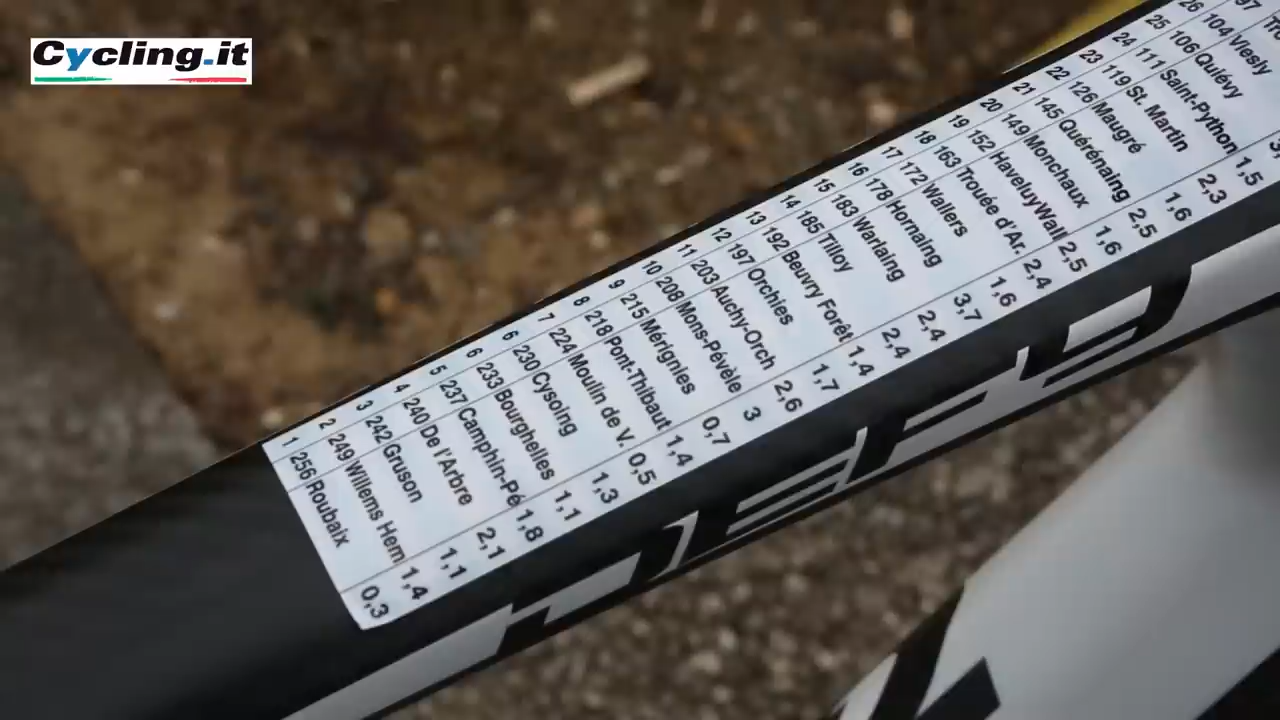 Cycling.it
1 256 Roubaix 0,3
2 249 Willems Hem 1,4
3 242 Gruson 1,1
4 240 De l'Arbre 2,1
5 237 Camphin-Pé 1,8
6 233 Bourghelles 1,1
6 230 Cysoing 1,3
7 224 Moulin de V. 0,5
8 218 Pont-Thibaut 1,4
9 215 Mérignies 0,7
10 208 Mons-Pévèle 3
11 203 Auchy-Orch 2,6
12 197 Orchies 1,7
13 192 Beuvry Forêt 1,4
14 185 Tilloy 2,4
15 183 Warlaing 2,4
16 178 Hornaing 3,7
17 172 Wallers 1,6
18 163 Trouée d'Ar. 2,4
19 152 HaveluyWall 2,5
20 149 Monchaux 1,6
21 145 Quérénaing 2,5
22 126 Maugré 1,6
23 119 St. Martin 2,3
24 111 Saint-Python 1,5
25 106 Quiévy
26 104 Viesly
97